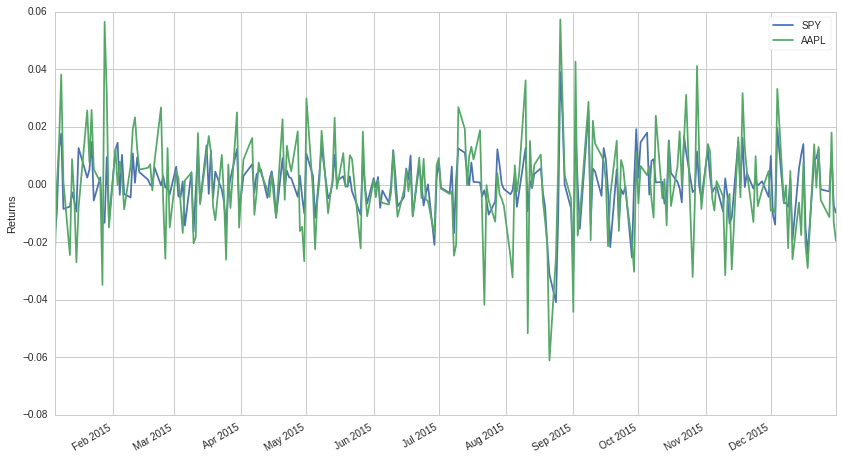 0.06
0.04
0.02
0.00
−0.02
−0.04
−0.06
−0.08
Returns
SPY
AAPL
Feb 2015
Mar 2015
Apr 2015
May 2015
Jun 2015
Jul 2015
Aug 2015
Sep 2015
Oct 2015
Nov 2015
Dec 2015